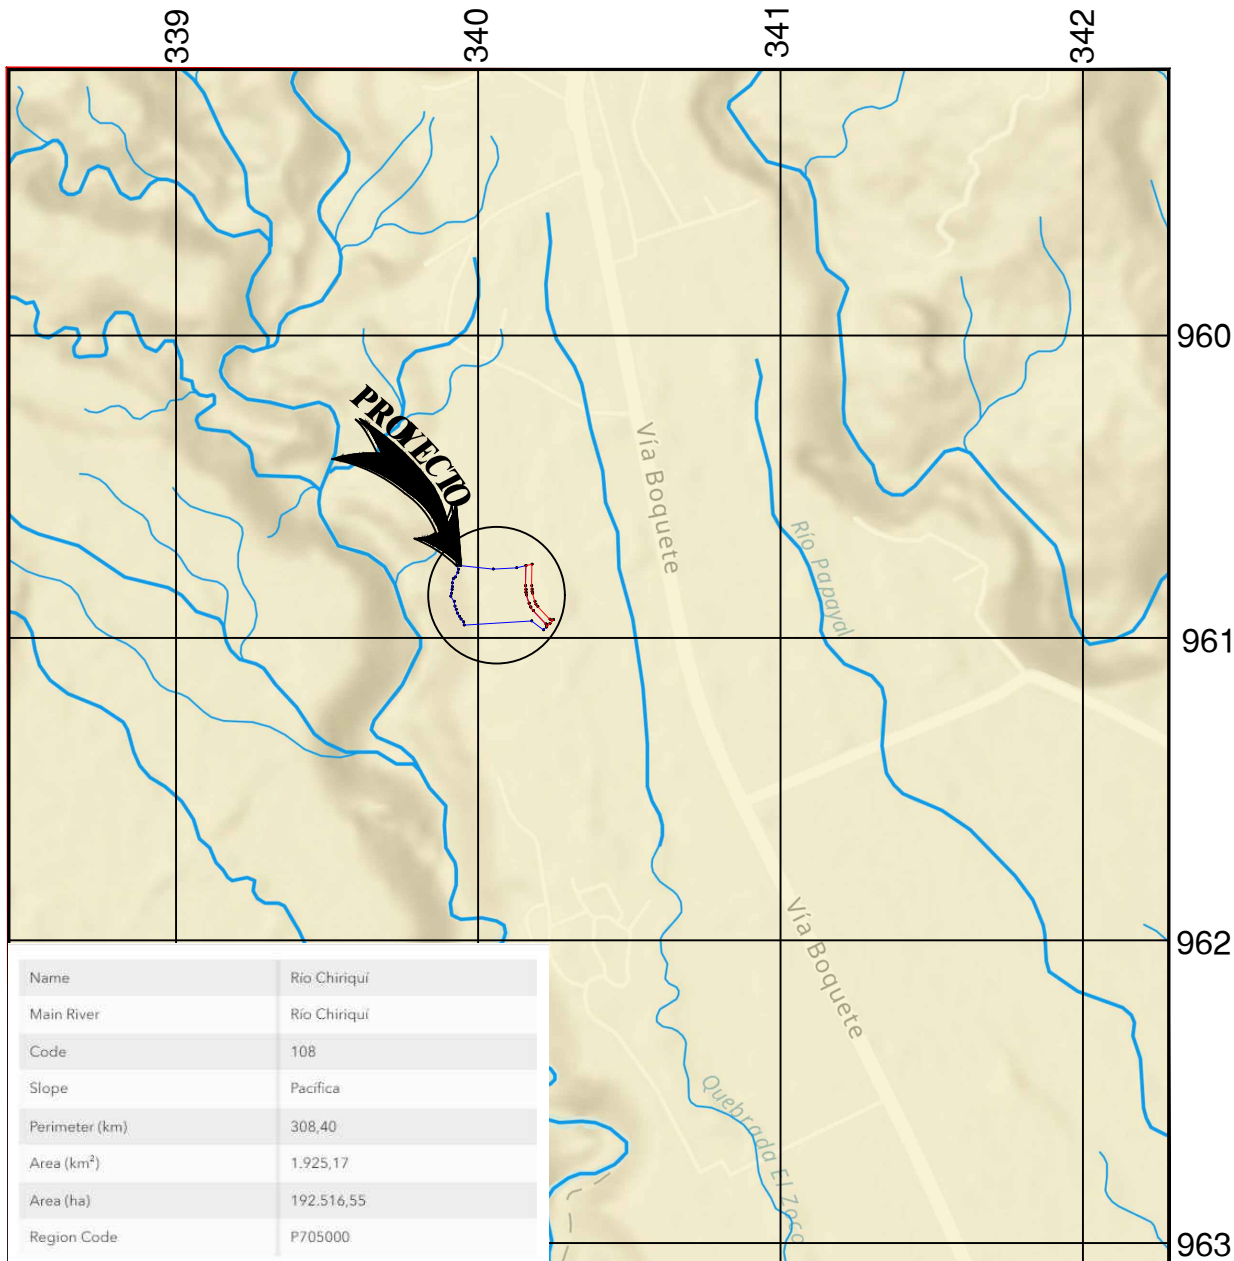 339
340
341
342
960
PROYECTO
Vía Boquete
Río Papayal
961
Vía Boquete
962
Name Río Chiriquí
Main River Río Chiriquí
Code 108
Slope Pacífica
Perimeter (km) 308,40
Area (km²) 1.925,17
Area (ha) 192.516,55
Region Code P705000
Quebrada El Zoco
963